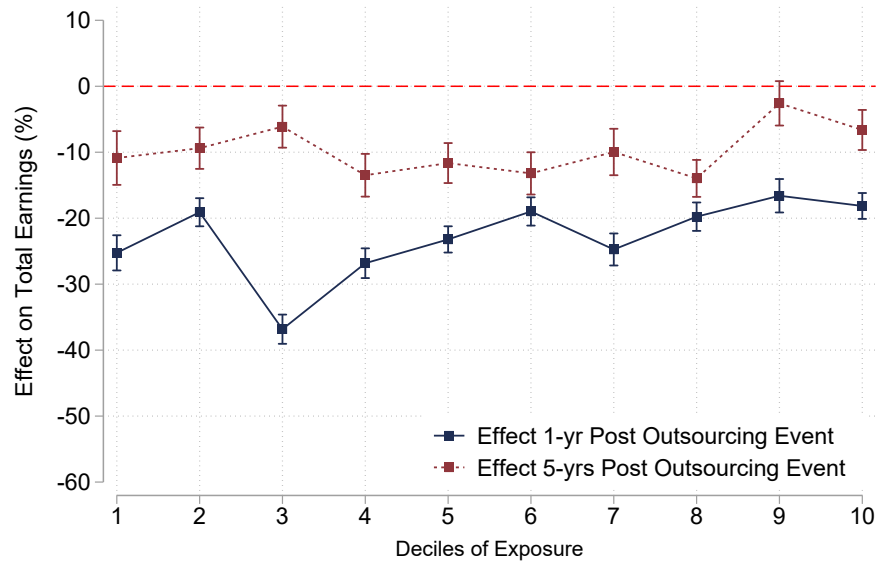 Effect on Total Earnings (%)
10
0
-10
-20
-30
-40
-50
-60
Effect 1-yr Post Outsourcing Event
Effect 5-yrs Post Outsourcing Event
1 2 3 4 5 6 7 8 9 10
Deciles of Exposure